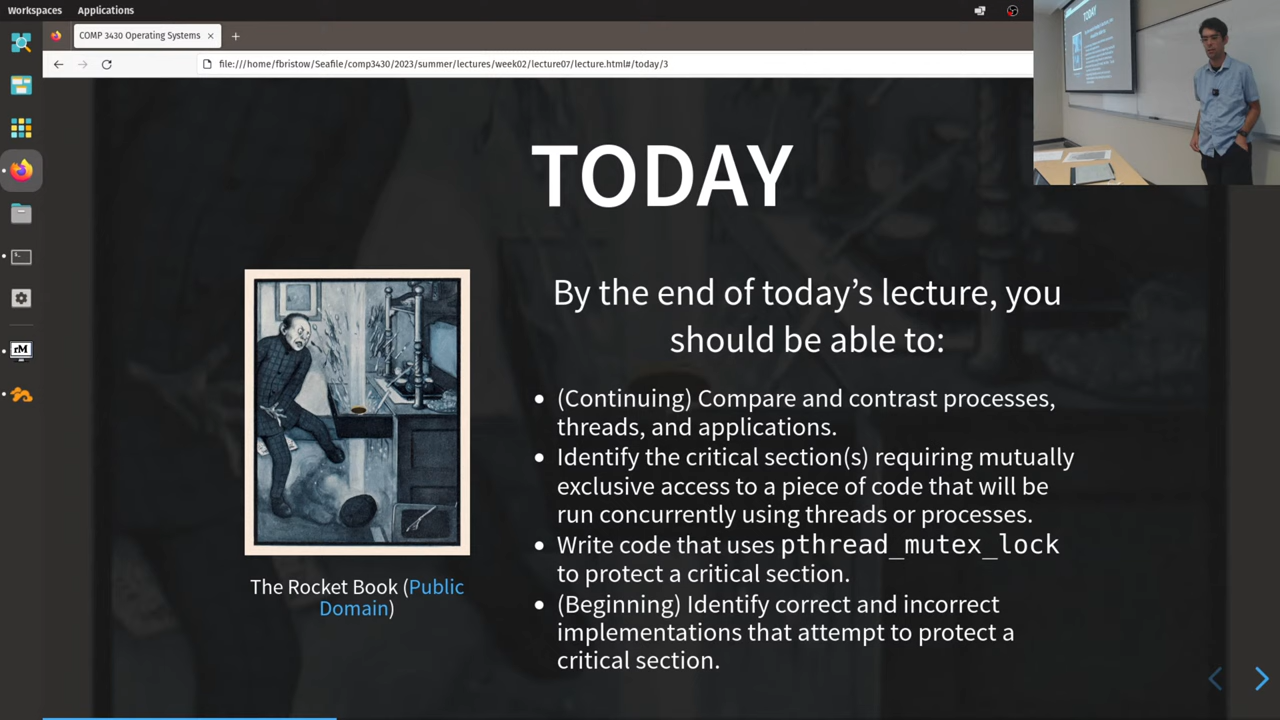 Workspaces Applications
COMP 3430 Operating Systems
file:///home/fbristow/Seafile/comp3430/2023/summer/lectures/week02/lecture07/lecture.html#/today/3
TODAY
TODAY
By the end of today’s lecture, you
should be able to:
• (Continuing) Compare and contrast processes,
threads, and applications.
• Identify the critical section(s) requiring mutually
exclusive access to a piece of code that will be
run concurrently using threads or processes.
• Write code that uses pthread_mutex_lock
to protect a critical section.
• (Beginning) Identify correct and incorrect
implementations that attempt to protect a
critical section.
The Rocket Book (Public
Domain)
rM